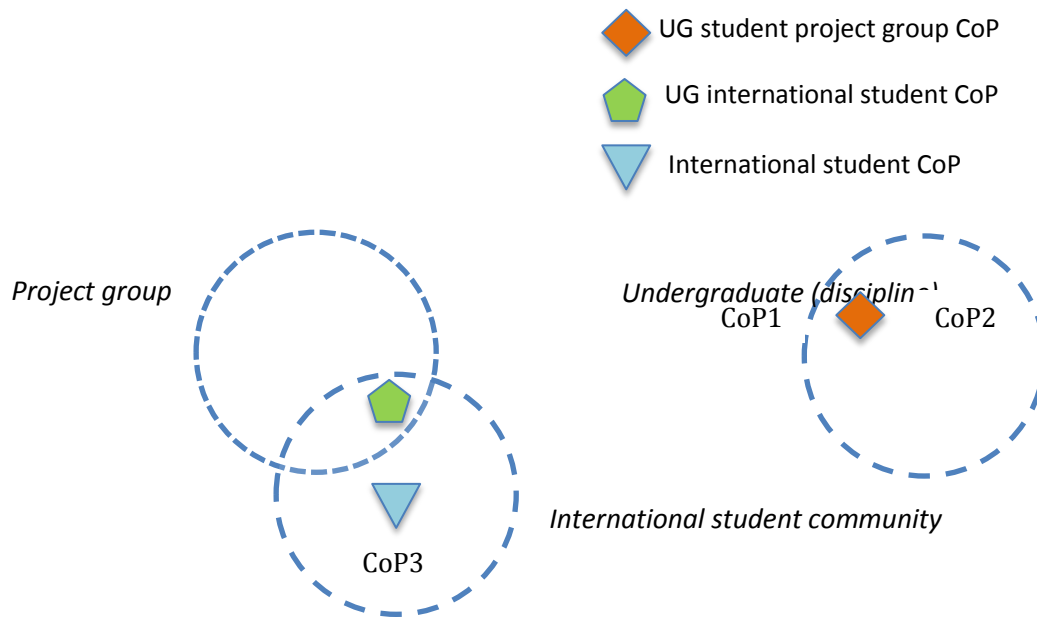 UG student project group CoP
UG international student CoP
International student CoP
Project group
Undergraduate (discipline)
CoP1
CoP2
International student community
CoP3